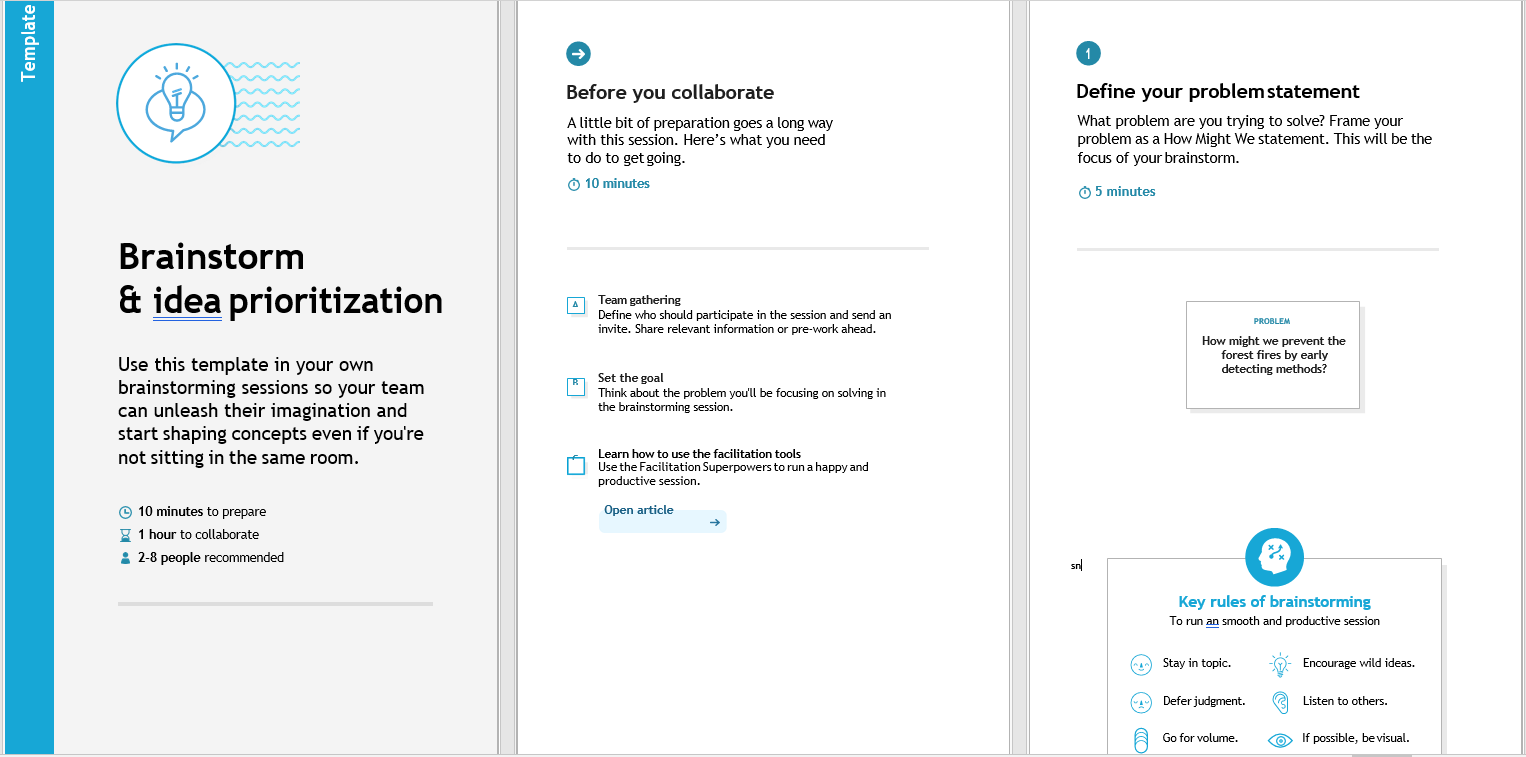 Template
Brainstorm
& idea prioritization
Use this template in your own
brainstorming sessions so your team
can unleash their imagination and
start shaping concepts even if you're
not sitting in the same room.
10 minutes to prepare
1 hour to collaborate
2-8 people recommended
Before you collaborate
A little bit of preparation goes a long way
with this session. Here's what you need
to do to get going.
10 minutes
A
Team gathering
Define who should participate in the session and send an
invite. Share relevant information or pre-work ahead.
B
Set the goal
Think about the problem you'll be focusing on solving in
the brainstorming session.
Learn how to use the facilitation tools
Use the Facilitation Superpowers to run a happy and
productive session.
Open article
1
Define your problem statement
What problem are you trying to solve? Frame your
problem as a How Might We statement. This will be the
focus of your brainstorm.
5 minutes
PROBLEM
How might we prevent the
forest fires by early
detecting methods?
sn
Key rules of brainstorming
To run an smooth and productive session
Stay in topic.
Encourage wild ideas.
Defer judgment.
Listen to others.
Go for volume.
If possible, be visual.